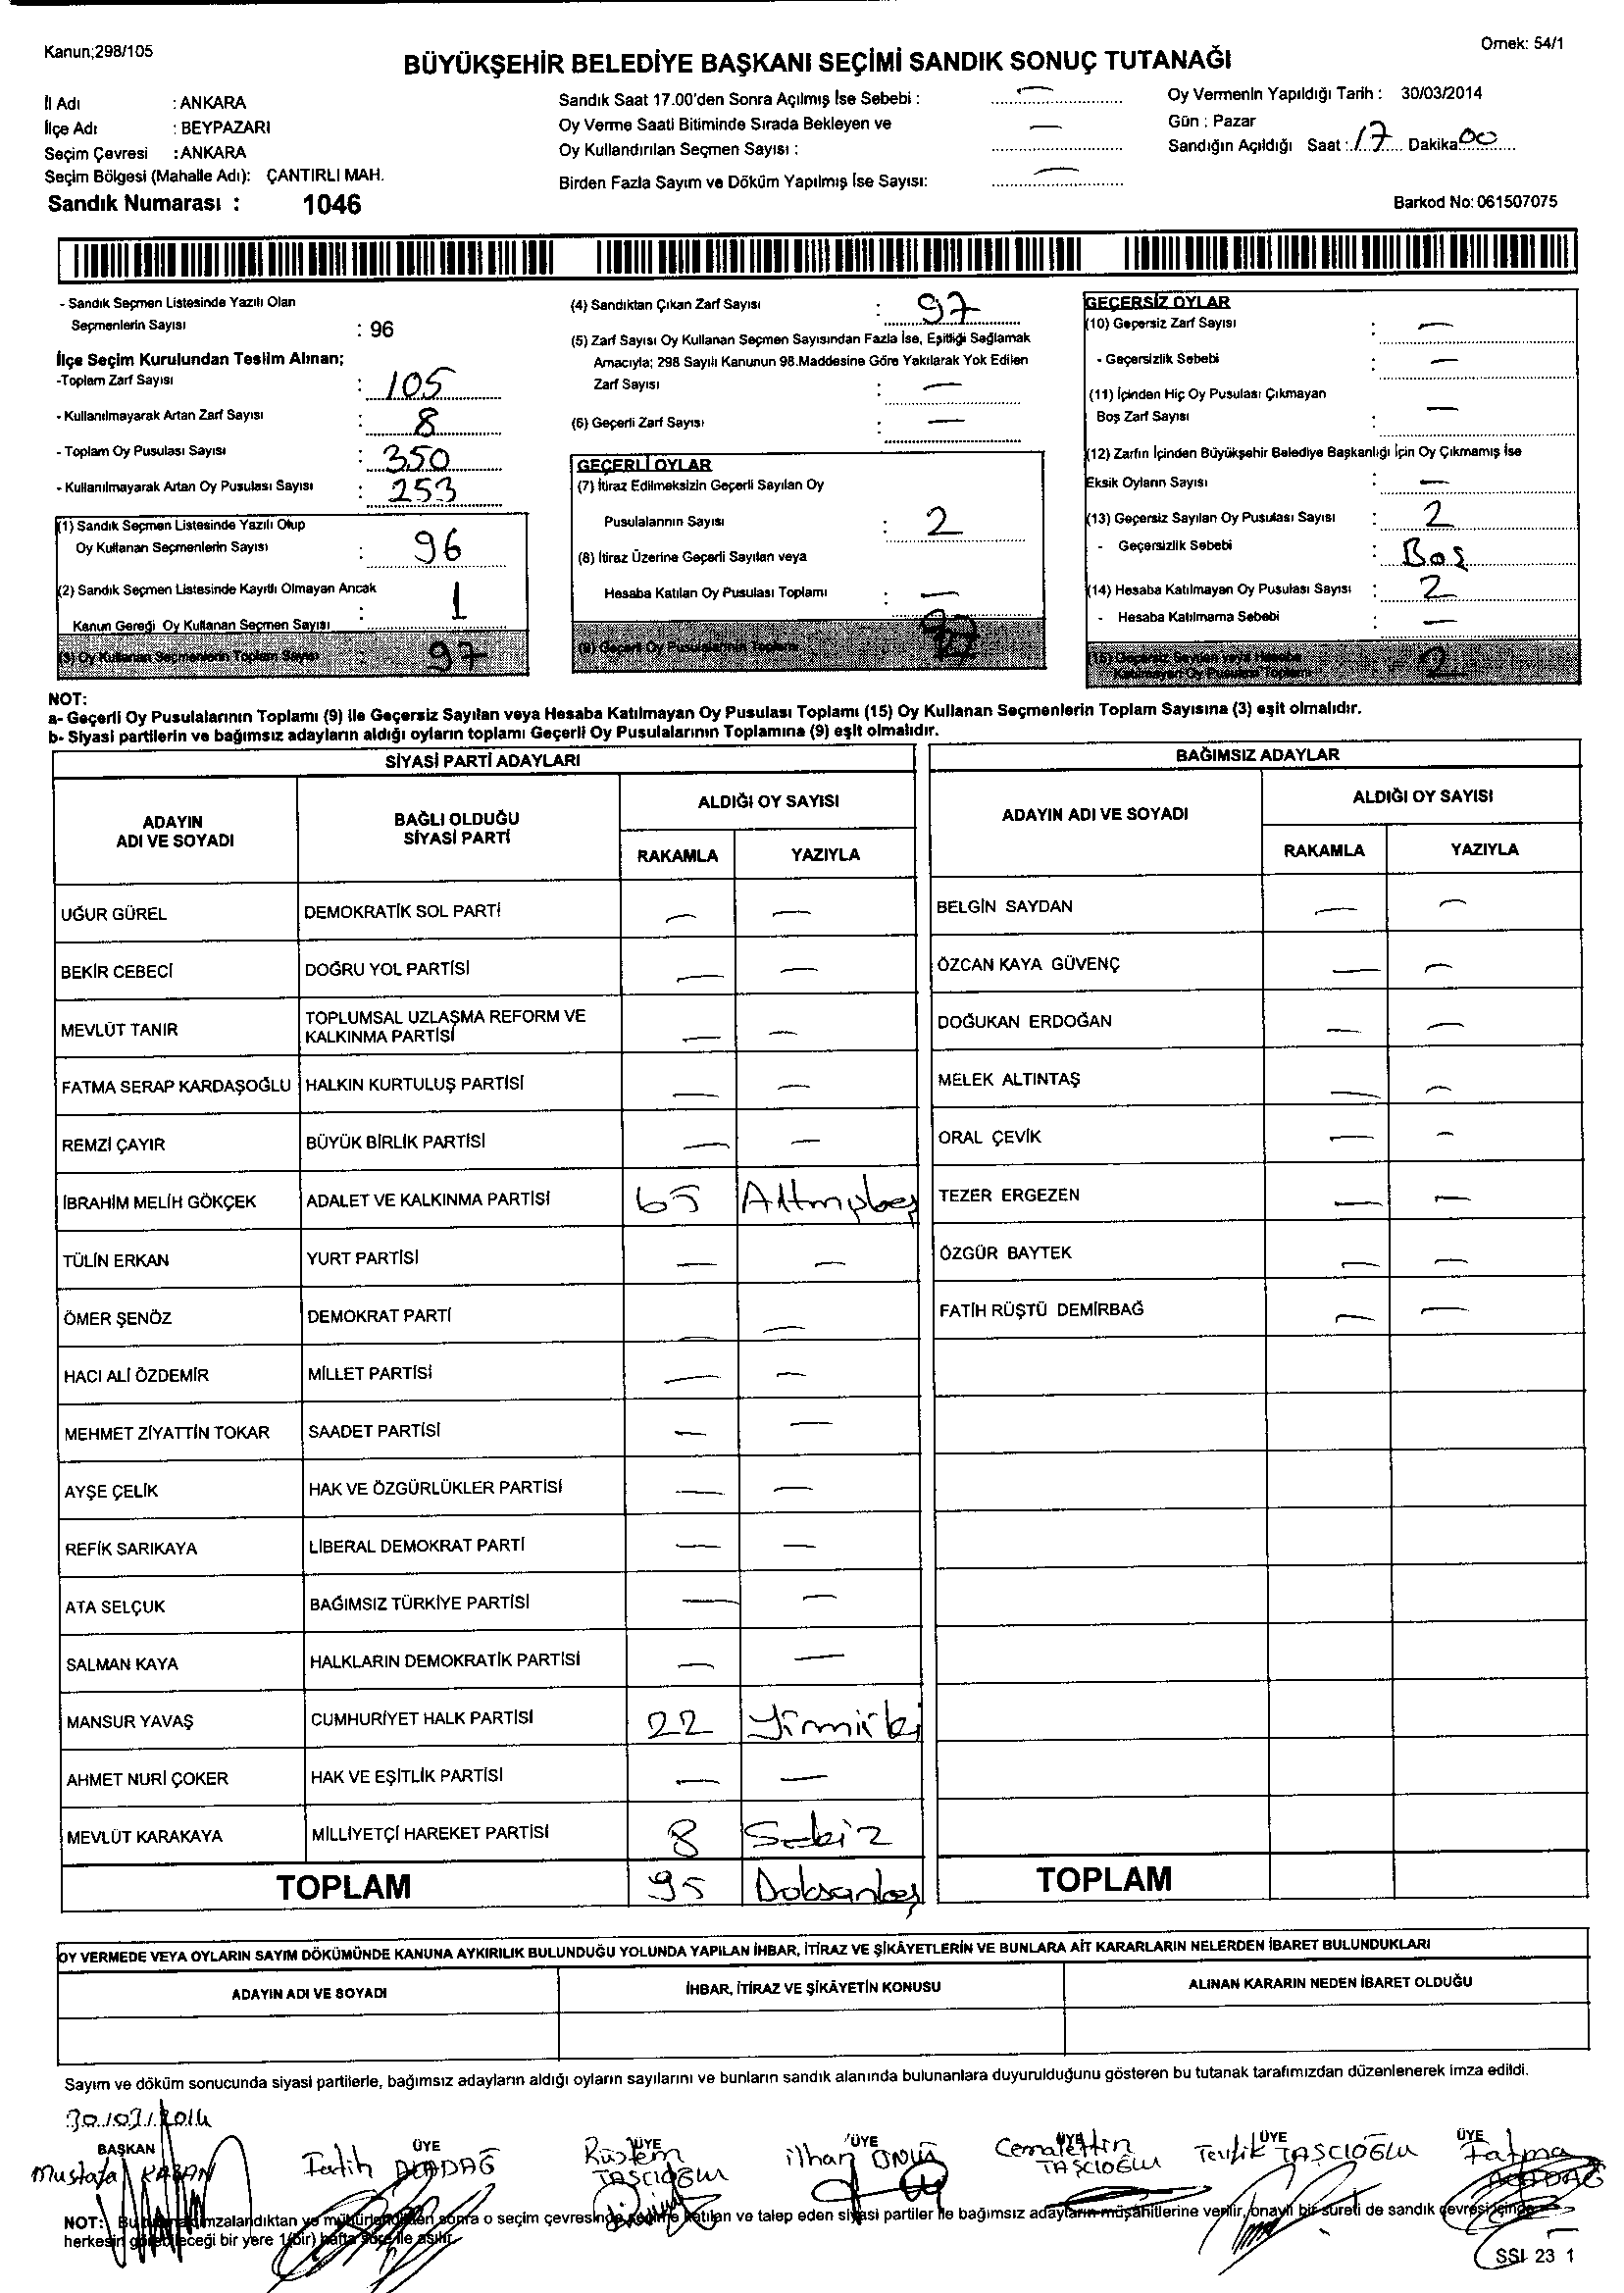 Kanun;298/105
Örnek: 54/1
BÜYÜKŞEHİR BELEDİYE BAŞKANI SEÇİMİ SANDIK SONUÇ TUTANAĞI
İl Adı : ANKARA
İlçe Adı : BEYPAZARI
Seçim Çevresi : ANKARA
Seçim Bölgesi (Mahalle Adı): ÇANTIRLI MAH.
Sandık Numarası : 1046
Sandık Saat 17.00'den Sonra Açılmış İse Sebebi : —
Oy Verme Saati Bitiminde Sırada Bekleyen ve
Oy Kullandırılan Seçmen Sayısı : —
Birden Fazla Sayım ve Döküm Yapılmış İse Sayısı: —
Oy Vermenin Yapıldığı Tarih : 30/03/2014
Gün : Pazar
Sandığın Açıldığı Saat : 17 Dakika 00
Barkod No: 061507075
- Sandık Seçmen Listesinde Yazılı Olan
Seçmenlerin Sayısı : 96
İlçe Seçim Kurulundan Teslim Alınan;
-Toplam Zarf Sayısı : 105
- Kullanılmayarak Artan Zarf Sayısı : 8
- Toplam Oy Pusulası Sayısı : 350
- Kullanılmayarak Artan Oy Pusulası Sayısı : 253
(1) Sandık Seçmen Listesinde Yazılı Olup
Oy Kullanan Seçmenlerin Sayısı : 96
(2) Sandık Seçmen Listesinde Kayıtlı Olmayan Ancak
Kanun Gereği Oy Kullanan Seçmen Sayısı : 1
(3) Oy Kullanan Seçmenlerin Toplam Sayısı : 97
(4) Sandıktan Çıkan Zarf Sayısı : 97
(5) Zarf Sayısı Oy Kullanan Seçmen Sayısından Fazla İse, Eşitliği Sağlamak
Amacıyla; 298 Sayılı Kanunun 98.Maddesine Göre Yakılarak Yok Edilen
Zarf Sayısı : —
(6) Geçerli Zarf Sayısı : —
GEÇERLİ OYLAR
(7) İtiraz Edilmeksizin Geçerli Sayılan Oy
Pusulalarının Sayısı : 2
(8) İtiraz Üzerine Geçerli Sayılan veya
Hesaba Katılan Oy Pusulası Toplamı : —
(9) Geçerli Oy Pusulalarının Toplamı
GEÇERSİZ OYLAR
(10) Geçersiz Zarf Sayısı : —
- Geçersizlik Sebebi : —
(11) İçinden Hiç Oy Pusulası Çıkmayan
Boş Zarf Sayısı : —
(12) Zarfın İçinden Büyükşehir Belediye Başkanlığı İçin Oy Çıkmamış İse
Eksik Oyların Sayısı : —
(13) Geçersiz Sayılan Oy Pusulası Sayısı : 2
- Geçersizlik Sebebi : Boş
(14) Hesaba Katılmayan Oy Pusulası Sayısı : 2
- Hesaba Katılmama Sebebi : —
(15) Geçersiz Sayılan veya Hesaba
Katılmayan Oy Pusulası Toplamı : 2
NOT:
a- Geçerli Oy Pusulalarının Toplamı (9) ile Geçersiz Sayılan veya Hesaba Katılmayan Oy Pusulası Toplamı (15) Oy Kullanan Seçmenlerin Toplam Sayısına (3) eşit olmalıdır.
b- Siyasi partilerin ve bağımsız adayların aldığı oyların toplamı Geçerli Oy Pusulalarının Toplamına (9) eşit olmalıdır.
SİYASİ PARTİ ADAYLARI
ADAYIN ADI VE SOYADI
BAĞLI OLDUĞU SİYASİ PARTİ
ALDIĞI OY SAYISI
RAKAMLA YAZIYLA
UĞUR GÜREL DEMOKRATİK SOL PARTİ — —
BEKİR CEBECİ DOĞRU YOL PARTİSİ — —
MEVLÜT TANIR TOPLUMSAL UZLAŞMA REFORM VE KALKINMA PARTİSİ — —
FATMA SERAP KARDAŞOĞLU HALKIN KURTULUŞ PARTİSİ — —
REMZİ ÇAYIR BÜYÜK BİRLİK PARTİSİ — —
İBRAHİM MELİH GÖKÇEK ADALET VE KALKINMA PARTİSİ 65 Altmışbeş
TÜLİN ERKAN YURT PARTİSİ — —
ÖMER ŞENÖZ DEMOKRAT PARTİ — —
HACI ALİ ÖZDEMİR MİLLET PARTİSİ — —
MEHMET ZİYATTİN TOKAR SAADET PARTİSİ — —
AYŞE ÇELİK HAK VE ÖZGÜRLÜKLER PARTİSİ — —
REFİK SARIKAYA LİBERAL DEMOKRAT PARTİ — —
ATA SELÇUK BAĞIMSIZ TÜRKİYE PARTİSİ — —
SALMAN KAYA HALKLARIN DEMOKRATİK PARTİSİ — —
MANSUR YAVAŞ CUMHURİYET HALK PARTİSİ 22 Yirmiiki
AHMET NURİ ÇOKER HAK VE EŞİTLİK PARTİSİ — —
MEVLÜT KARAKAYA MİLLİYETÇİ HAREKET PARTİSİ 8 Sekiz
TOPLAM 95 Doksanbeş
BAĞIMSIZ ADAYLAR
ADAYIN ADI VE SOYADI
ALDIĞI OY SAYISI
RAKAMLA YAZIYLA
BELGİN SAYDAN — —
ÖZCAN KAYA GÜVENÇ — —
DOĞUKAN ERDOĞAN — —
MELEK ALTINTAŞ — —
ORAL ÇEVİK — —
TEZER ERGEZEN — —
ÖZGÜR BAYTEK — —
FATİH RÜŞTÜ DEMİRBAĞ — —
TOPLAM
OY VERMEDE VEYA OYLARIN SAYIM DÖKÜMÜNDE KANUNA AYKIRILIK BULUNDUĞU YOLUNDA YAPILAN İHBAR, İTİRAZ VE ŞİKÂYETLERİN VE BUNLARA AİT KARARLARIN NELERDEN İBARET BULUNDUKLARI
ADAYIN ADI VE SOYADI
İHBAR, İTİRAZ VE ŞİKÂYETİN KONUSU
ALINAN KARARIN NEDEN İBARET OLDUĞU
Sayım ve döküm sonucunda siyasi partilerle, bağımsız adayların aldığı oyların sayılarını ve bunların sandık alanında bulunanlara duyurulduğunu gösteren bu tutanak tarafımızdan düzenlenerek imza edildi.
30/03/2014
BAŞKAN ÜYE ÜYE ÜYE ÜYE ÜYE ÜYE
Mustafa KABAN
Fatih ALADAĞ
Rüstem TAŞCIOĞLU
İlhan ÜNLÜ
Cemalettin TAŞCIOĞLU
Tevfik TAŞCIOĞLU
Fatma ALADAĞ
NOT: Bu tutanak imzalandıktan ve mühürlendikten sonra o seçim çevresinde seçime katılan ve talep eden siyasi partiler ile bağımsız adayların müşahitlerine verilir, onaylı bir sureti de sandık çevresi içinde
herkesin görebileceği bir yere 1(bir) hafta süre ile asılır.
SSI 23 1